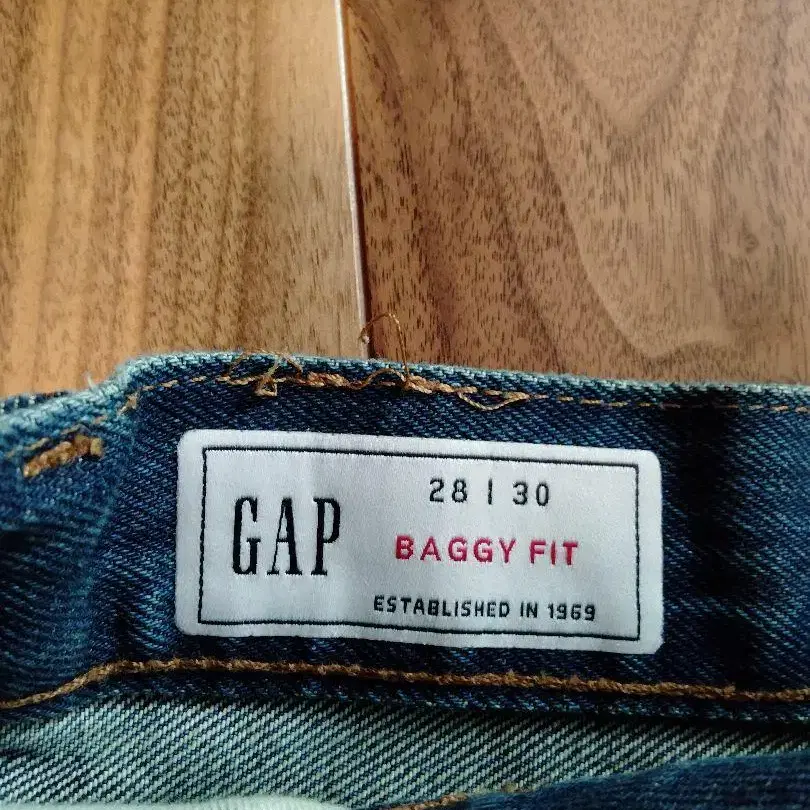 GAP
28 | 30
BAGGY FIT
ESTABLISHED IN 1969